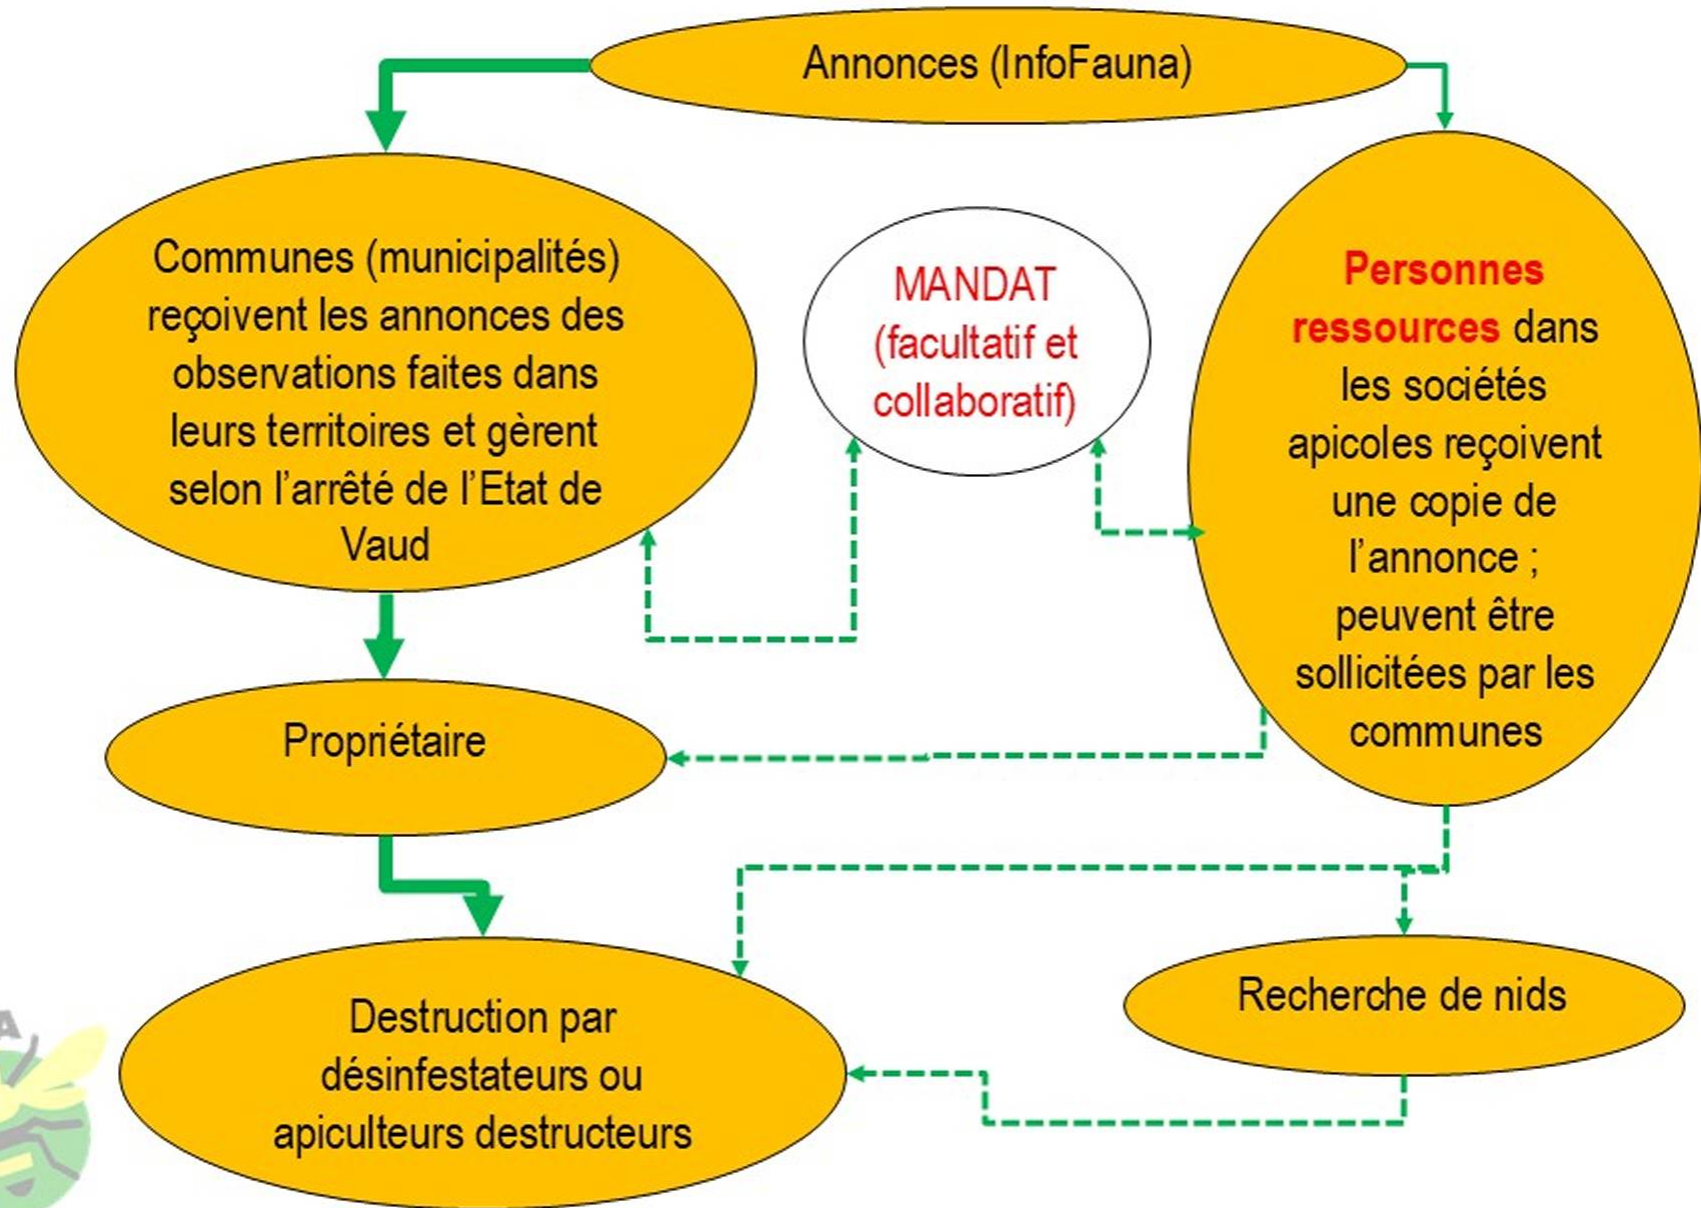 Annonces (InfoFauna)
Communes (municipalités)
reçoivent les annonces des
observations faites dans
leurs territoires et gèrent
selon l’arrêté de l’Etat de
Vaud
MANDAT
(facultatif et
collaboratif)
Personnes
ressources dans
les sociétés
apicoles reçoivent
une copie de
l’annonce ;
peuvent être
sollicitées par les
communes
Propriétaire
Destruction par
désinfestateurs ou
apiculteurs destructeurs
Recherche de nids